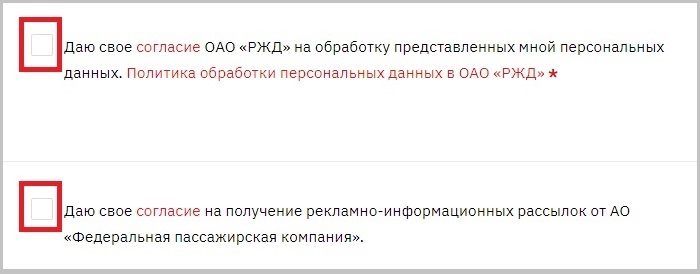 Даю свое согласие ОАО «РЖД» на обработку представленных мной персональных
данных. Политика обработки персональных данных в ОАО «РЖД» *
Даю свое согласие на получение рекламно-информационных рассылок от АО
«Федеральная пассажирская компания».